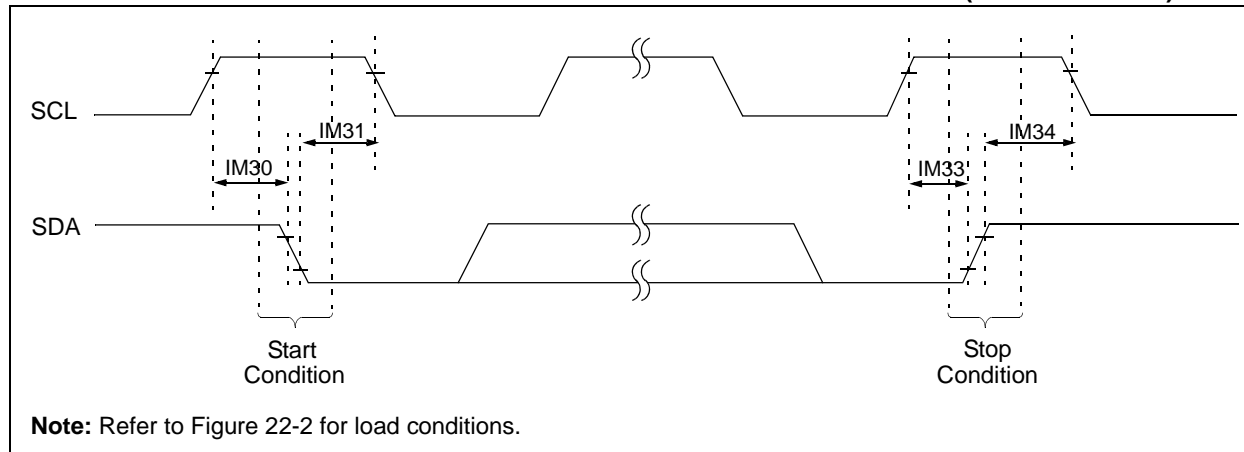 SCL
IM31
IM34
IM30
IM33
SDA
Start
Condition
Stop
Condition
Note: Refer to Figure 22-2 for load conditions.